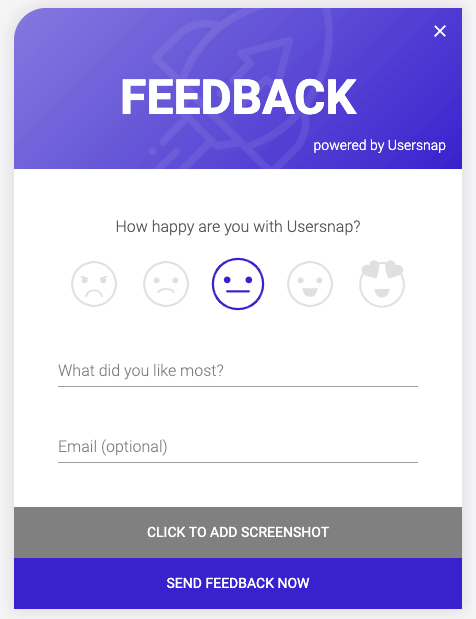 FEEDBACK
powered by Usersnap
How happy are you with Usersnap?
What did you like most?
Email (optional)
CLICK TO ADD SCREENSHOT
SEND FEEDBACK NOW